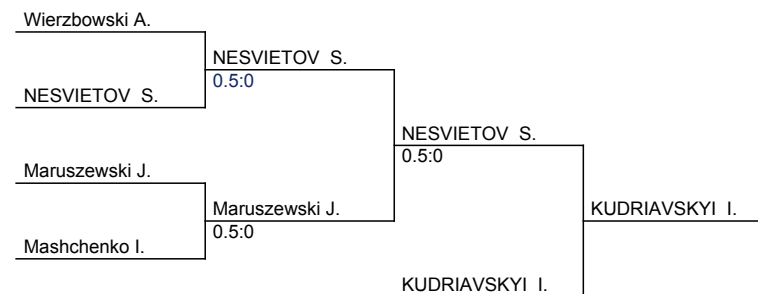 Wierzbowski A.
NESVIETOV  S.
0.5:0
NESVIETOV  S.
NESVIETOV  S.
0.5:0
Maruszewski J.
Maruszewski J.
KUDRIAVSKYI  I.
0.5:0
Mashchenko I.
KUDRIAVSKYI  I.